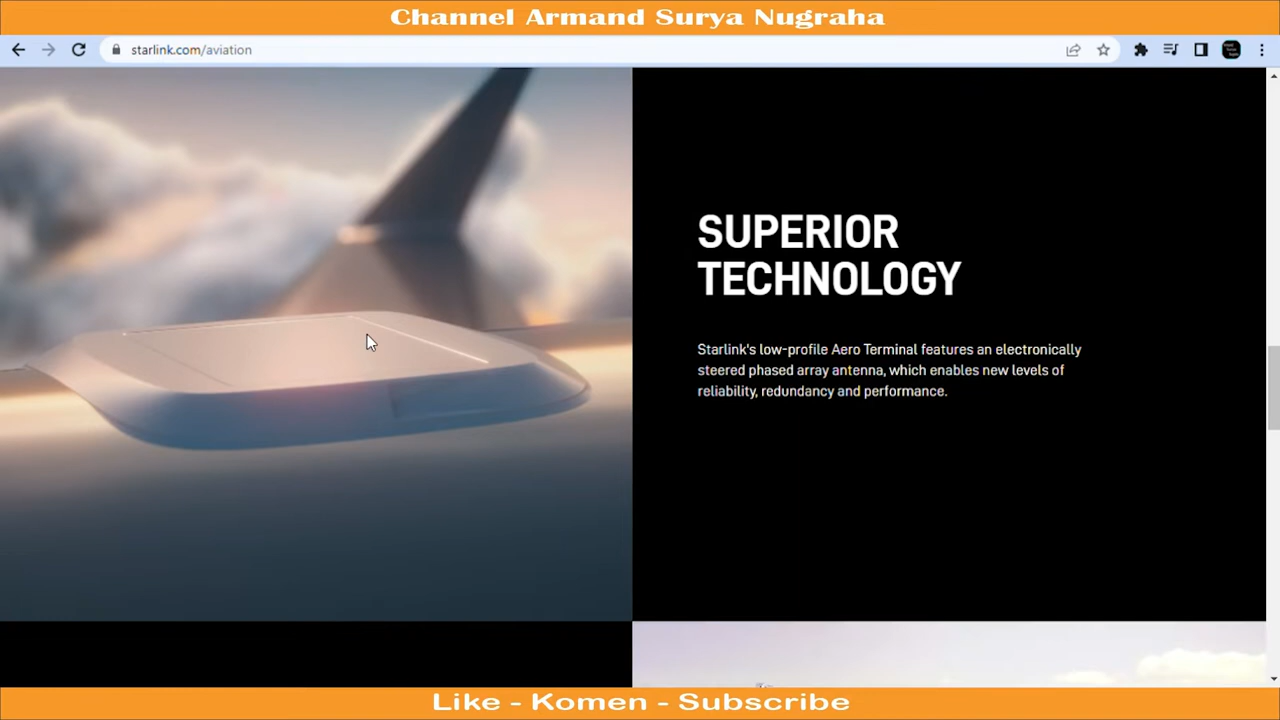 Channel Armand Surya Nugraha
starlink.com/aviation
SUPERIOR
TECHNOLOGY
Starlink's low-profile Aero Terminal features an electronically
steered phased array antenna, which enables new levels of
reliability, redundancy and performance.
Like - Komen - Subscribe